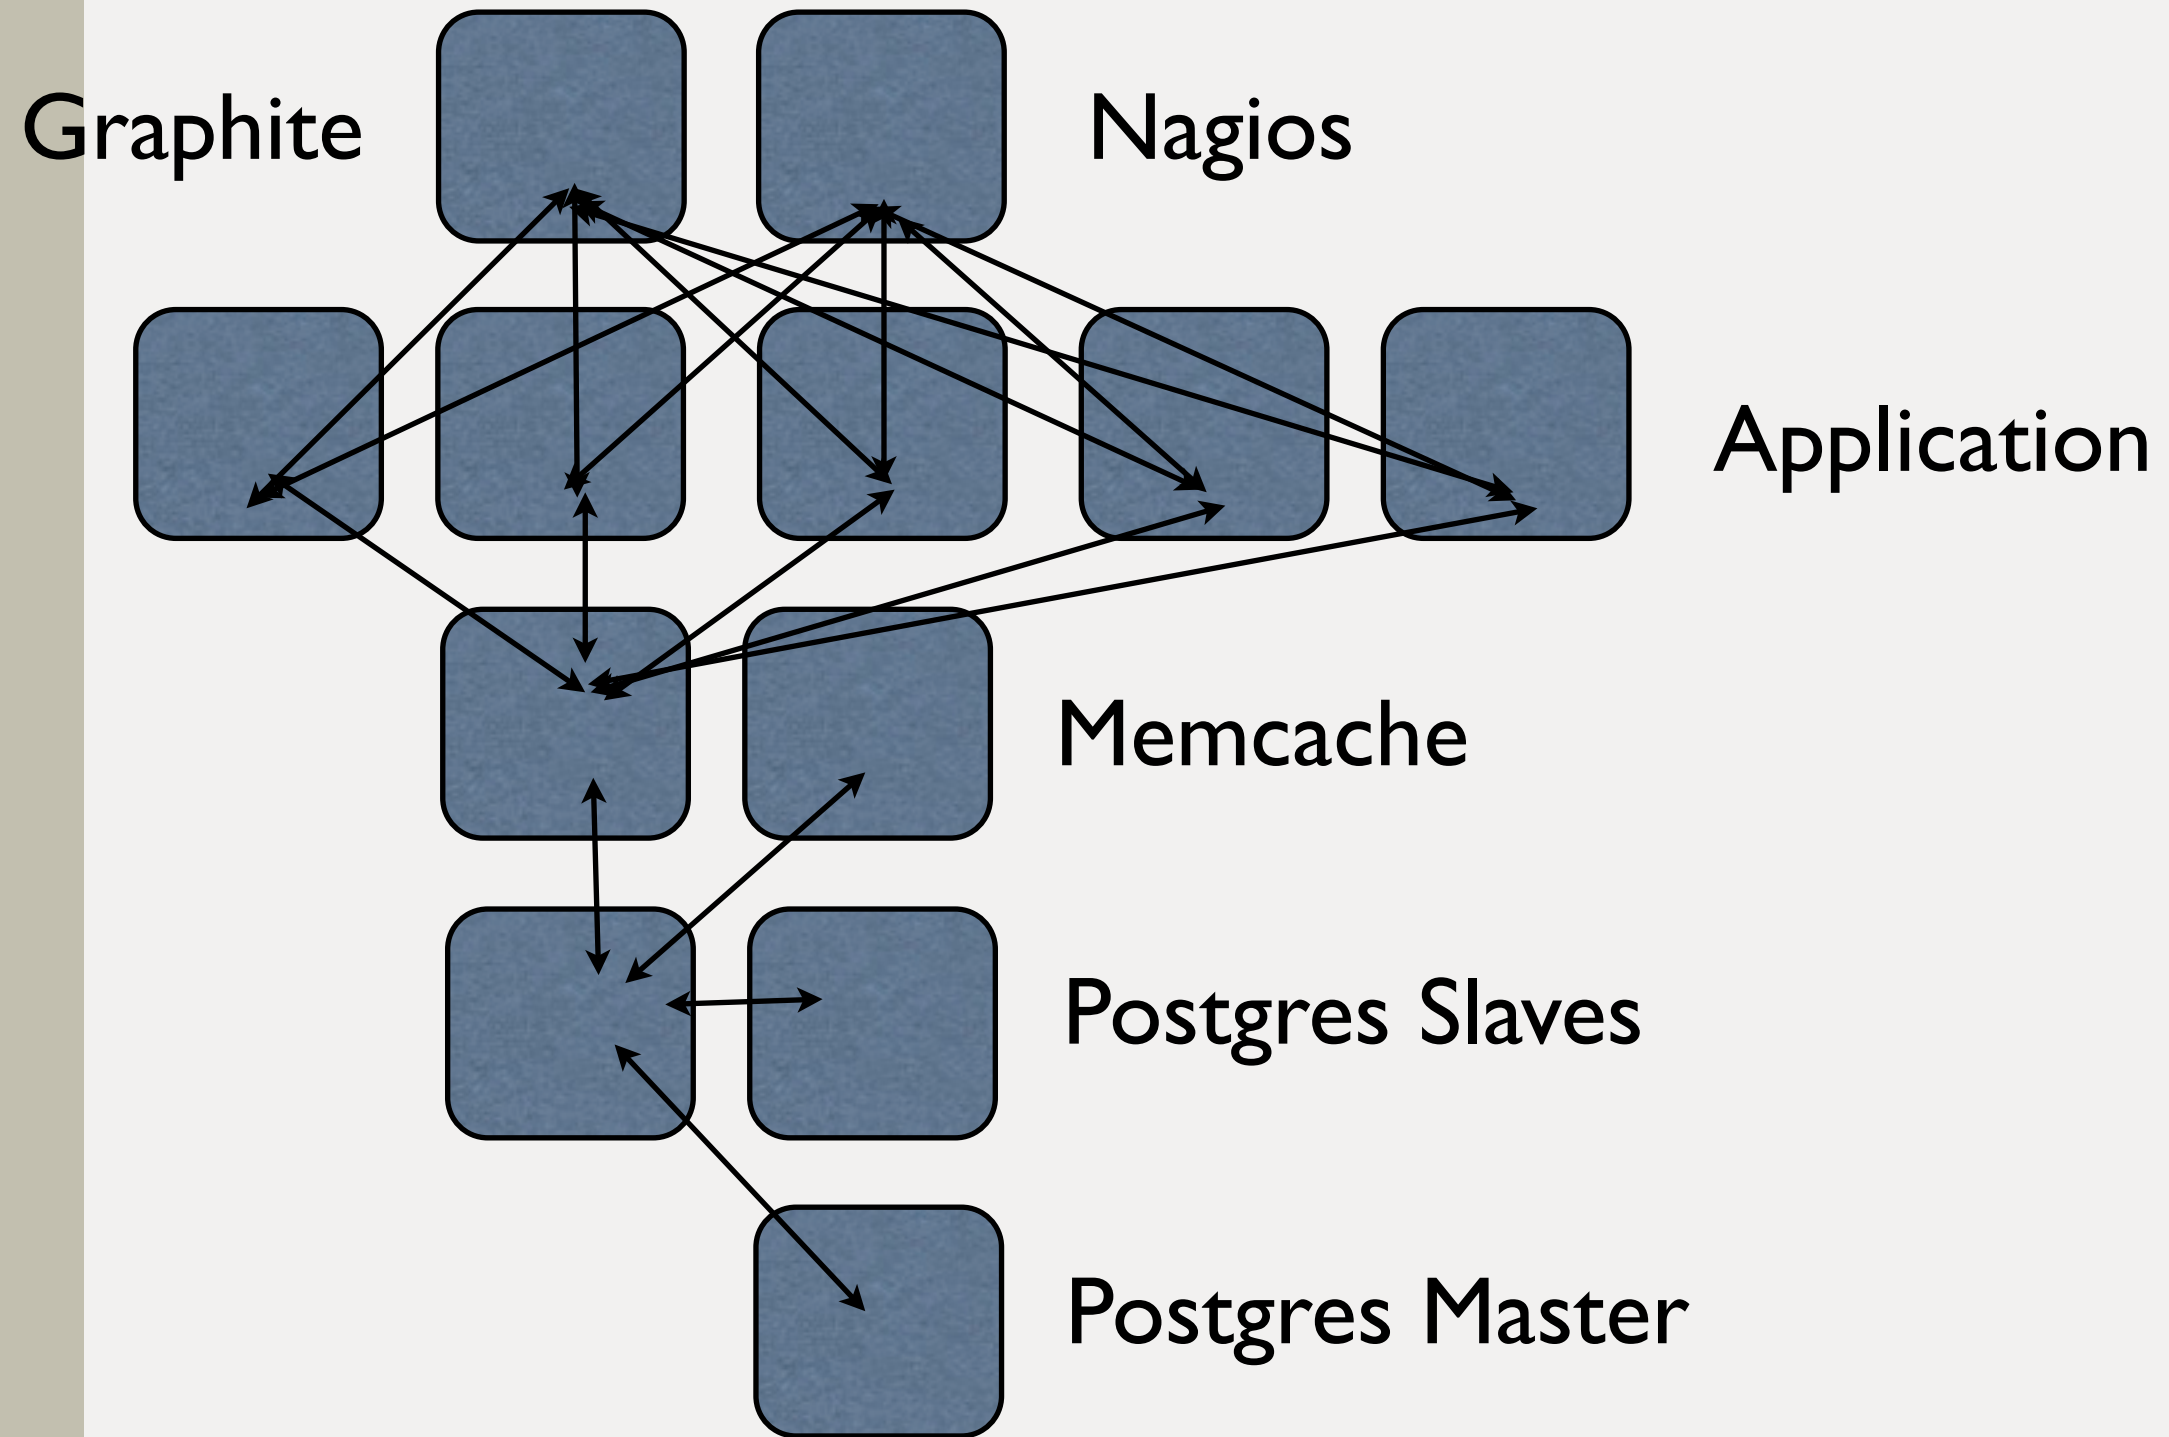 Graphite
Nagios
Application
Memcache
Postgres Slaves
Postgres Master